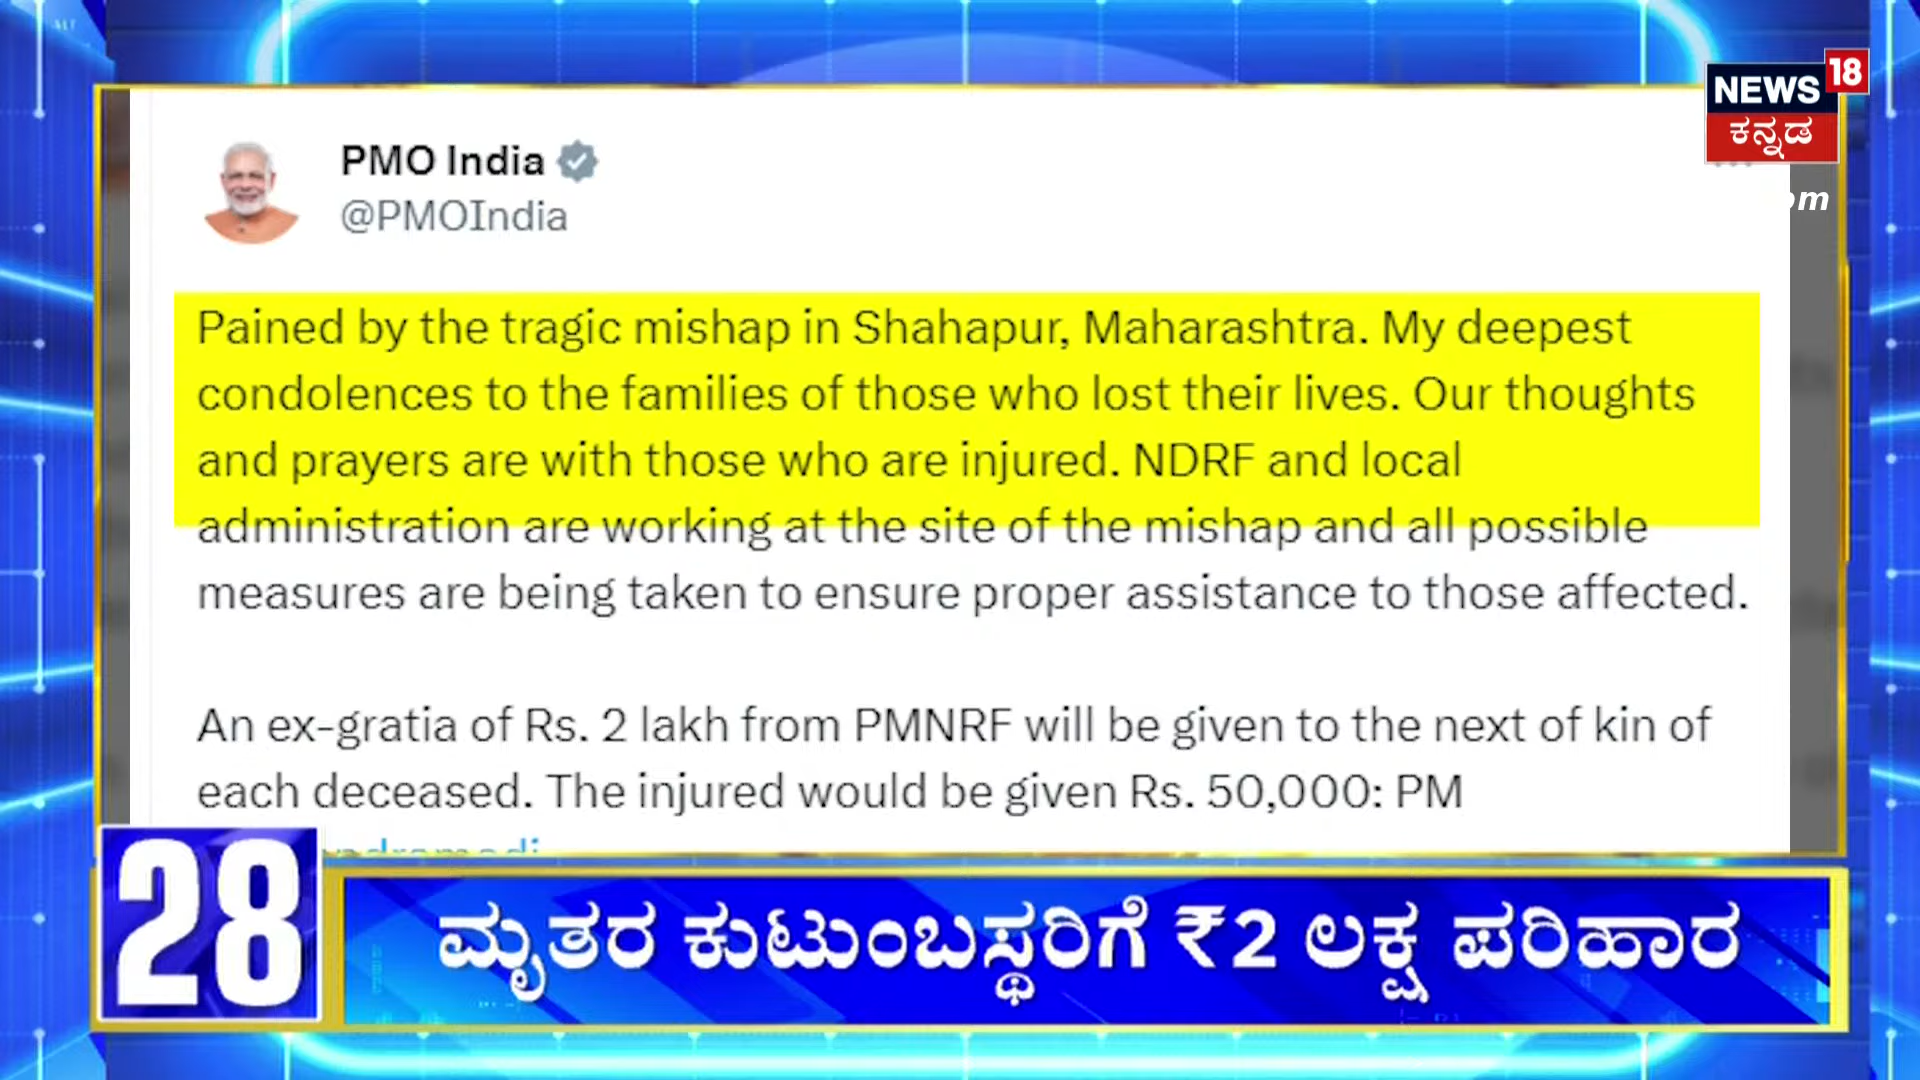 NEWS 18
ಕನ್ನಡ
PMO India
@PMOIndia
Pained by the tragic mishap in Shahapur, Maharashtra. My deepest
condolences to the families of those who lost their lives. Our thoughts
and prayers are with those who are injured. NDRF and local
administration are working at the site of the mishap and all possible
measures are being taken to ensure proper assistance to those affected.
An ex-gratia of Rs. 2 lakh from PMNRF will be given to the next of kin of
each deceased. The injured would be given Rs. 50,000: PM
28
ಮೃತರ ಕುಟುಂಬಸ್ಥರಿಗೆ ₹2 ಲಕ್ಷ ಪರಿಹಾರ